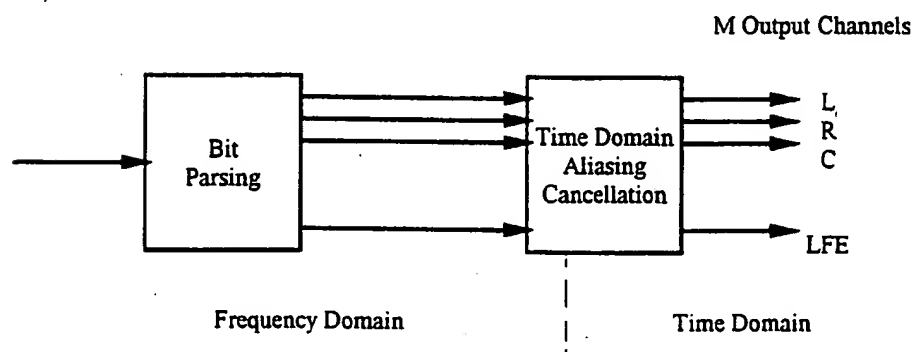 M Output Channels
Bit
Parsing
Time Domain
Aliasing
Cancellation
L
R
C
LFE
Frequency Domain
Time Domain